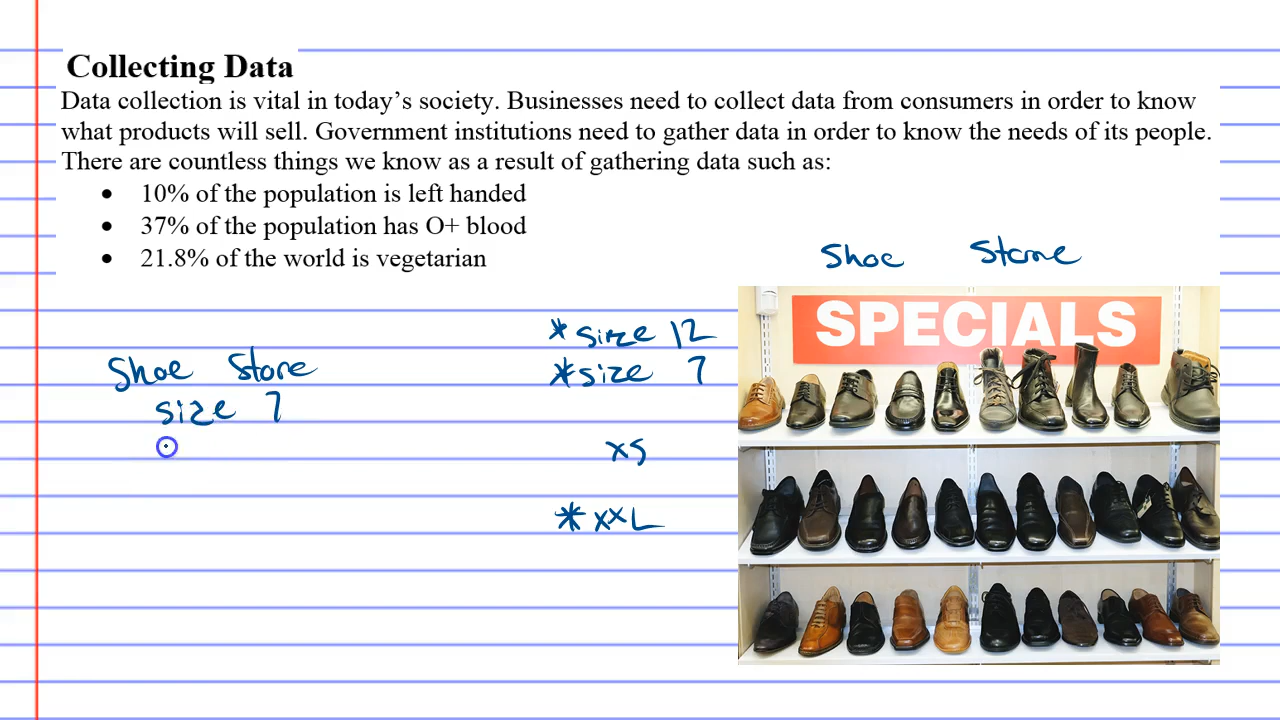 Collecting Data
Data collection is vital in today's society. Businesses need to collect data from consumers in order to know
what products will sell. Government institutions need to gather data in order to know the needs of its people.
There are countless things we know as a result of gathering data such as:
• 10% of the population is left handed
• 37% of the population has O+ blood
• 21.8% of the world is vegetarian
Shoe Store
SPECIALS
*size 12
*size 7
xs
*xxL
Shoe Store
size 7